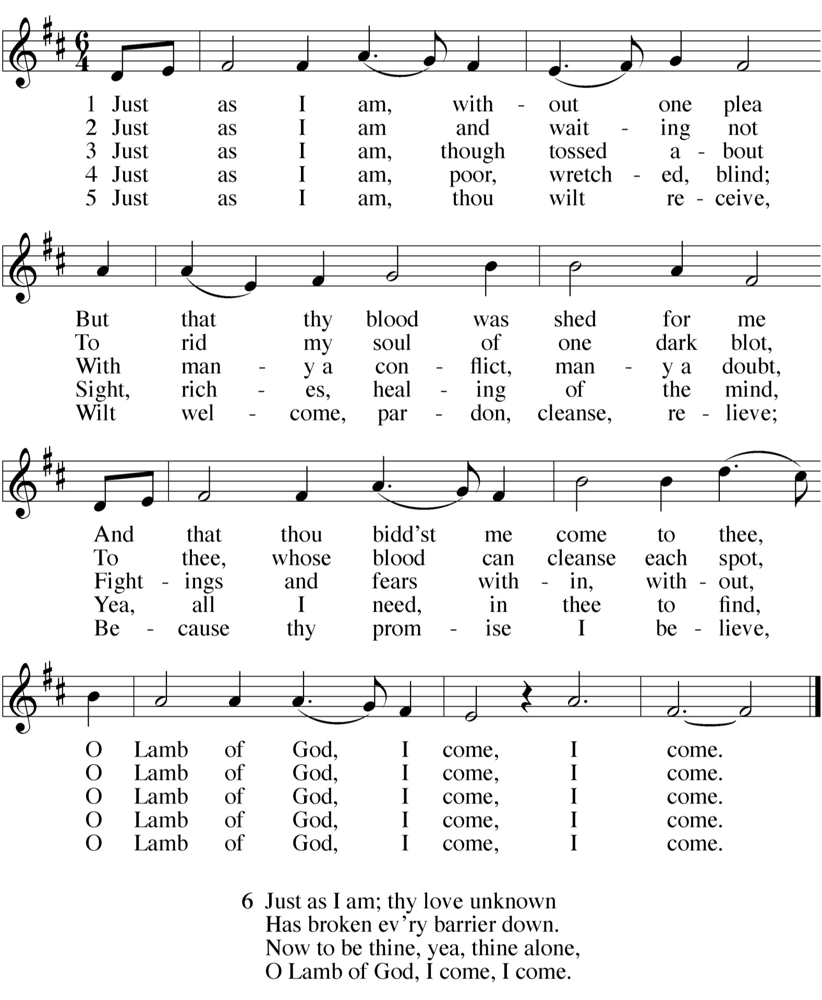 6
4
1 Just as I am, with - out one plea
2 Just as I am and wait - ing not
3 Just as I am, though tossed a - bout
4 Just as I am, poor, wretch - ed, blind;
5 Just as I am, thou wilt re - ceive,
But that thy blood was shed for me
To rid my soul of one dark blot,
With man - y a con - flict, man - y a doubt,
Sight, rich - es, heal - ing of the mind,
Wilt wel - come, par - don, cleanse, re - lieve;
And that thou bidd’st me come to thee,
To thee, whose blood can cleanse each spot,
Fight - ings and fears with - in, with - out,
Yea, all I need, in thee to find,
Be - cause thy prom - ise I be - lieve,
O Lamb of God, I come, I come.
O Lamb of God, I come, I come.
O Lamb of God, I come, I come.
O Lamb of God, I come, I come.
O Lamb of God, I come, I come.
6 Just as I am; thy love unknown
Has broken ev’ry barrier down.
Now to be thine, yea, thine alone,
O Lamb of God, I come, I come.